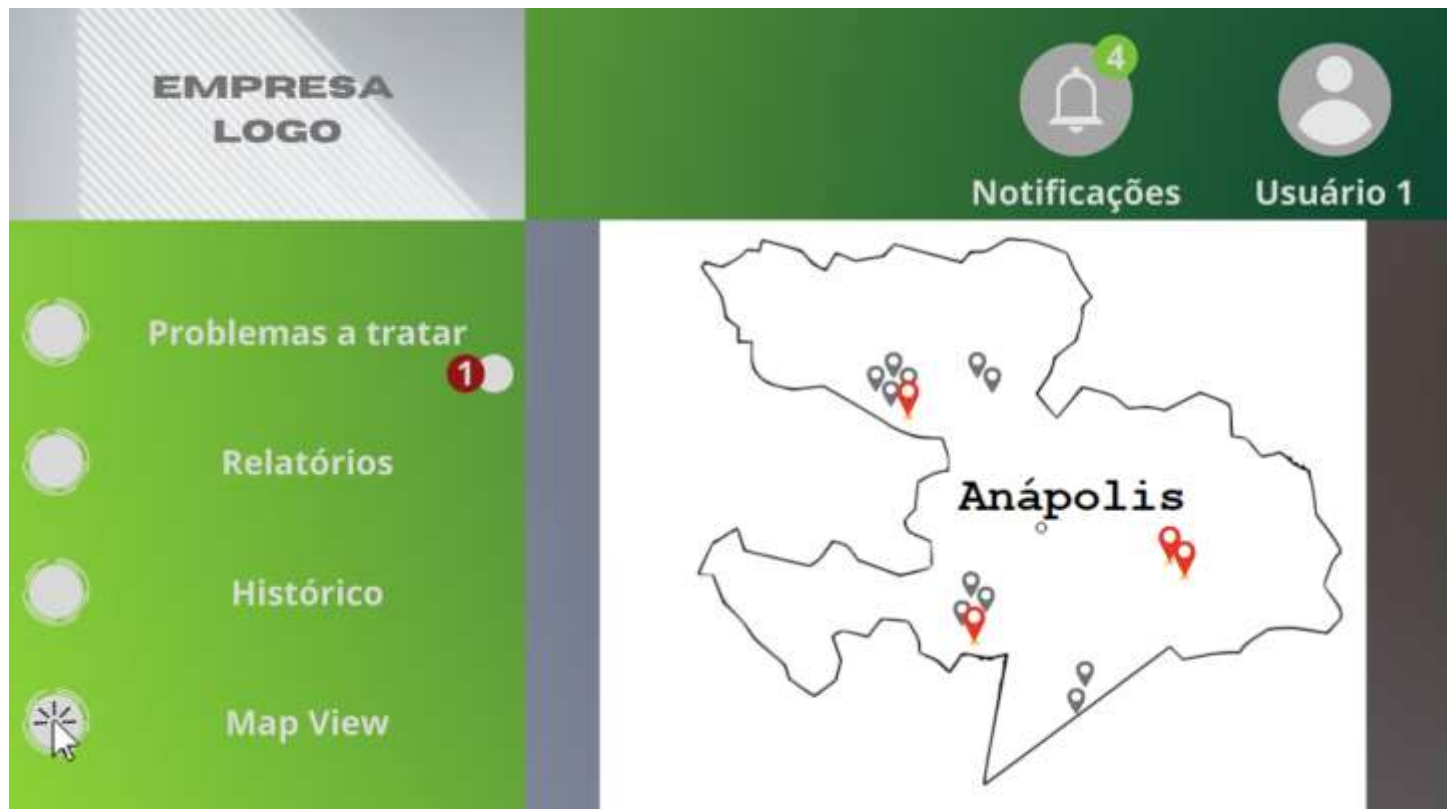 EMPRESA
LOGO
4
Notificações
Usuário 1
Problemas a tratar
1
Relatórios
Histórico
Map View
Anápolis